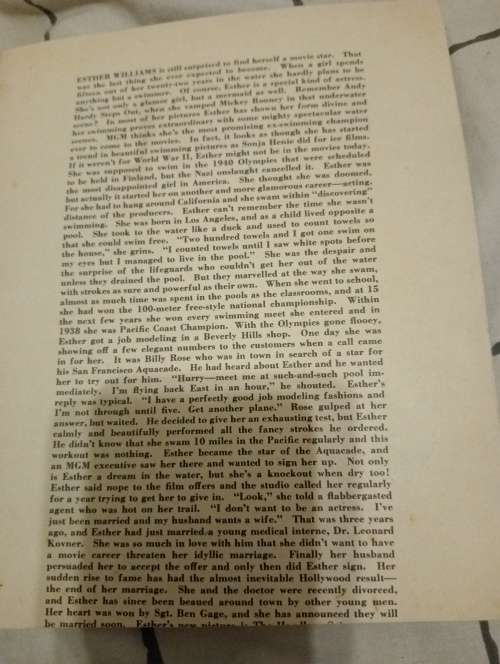 ESTHER WILLIAMS is still surprised to find herself a movie star. That
was the last thing she ever expected to become. When a girl spends
fifteen out of her twenty-two years in the water she hardly plans to be
anything but a swimmer. Of course, Esther is a special kind of actress.
She's not only a glamor girl, but a mermaid as well. Remember Andy
Hardy Steps Out, when she vamped Mickey Rooney in that underwater
scene? In most of her pictures Esther has shown her form divine and
her swimming prowess extraordinary with some mighty spectacular water
scenes. MGM thinks she's the most promising ex-swimming champion
ever to come to the movies. In fact, it looks as though she has started
a trend in beautiful swimming pictures as Sonja Henie did for ice films.
If it weren't for World War II, Esther might not be in the movies today.
She was supposed to swim in the 1940 Olympics that were scheduled
to be held in Finland, but the Nazi onslaught cancelled it. Esther was
the most disappointed girl in America. She thought she was doomed,
but actually it started her on another and more glamorous career—acting.
For she had to hang around California and she swam within "discovering"
distance of the producers. Esther can't remember the time she wasn't
swimming. She was born in Los Angeles, and as a child lived opposite a
pool. She took to the water like a duck and used to count towels so
that she could swim free. "Two hundred towels and I got one swim on
the house," she grins. "I counted towels until I saw white spots before
my eyes but I managed to live in the pool." She was the despair and
the surprise of the lifeguards who couldn't get her out of the water
unless they drained the pool. But they marvelled at the way she swam,
with strokes as sure and powerful as their own. When she went to school,
almost as much time was spent in the pools as the classrooms, and at 15
she had won the 100-meter free-style national championship. Within
the next few years she won every swimming meet she entered and in
1938 she was Pacific Coast Champion. With the Olympics gone flooey,
Esther got a job modeling in a Beverly Hills shop. One day she was
showing off a few elegant numbers to the customers when a call came
in for her. It was Billy Rose who was in town in search of a star for
his San Francisco Aquacade. He had heard about Esther and he wanted
her to try out for him. "Hurry—meet me at such-and-such pool im-
mediately. I'm flying back East in an hour," he shouted. Esther's
reply was typical. "I have a perfectly good job modeling fashions and
I'm not through until five. Get another plane." Rose gulped at her
answer, but waited. He decided to give her an exhausting test, but Esther
calmly and beautifully performed all the fancy strokes he ordered.
He didn't know that she swam 10 miles in the Pacific regularly and this
workout was nothing. Esther became the star of the Aquacade, and
an MGM executive saw her there and wanted to sign her up. Not only
is Esther a dream in the water, but she's a knockout when dry too!
Esther said nope to the film offers and the studio called her regularly
for a year trying to get her to give in. "Look," she told a flabbergasted
agent who was hot on her trail. "I don't want to be an actress. I've
just been married and my husband wants a wife." That was three years
ago, and Esther had just married a young medical interne, Dr. Leonard
Kovner. She was so much in love with him that she didn't want to have
a movie career threaten her idyllic marriage. Finally her husband
persuaded her to accept the offer and only then did Esther sign. Her
sudden rise to fame has had the almost inevitable Hollywood result—
the end of her marriage. She and the doctor were recently divorced,
and Esther has since been beaued around town by other young men.
Her heart was won by Sgt. Ben Gage, and she has announced they will
be married soon. Esther's new picture is